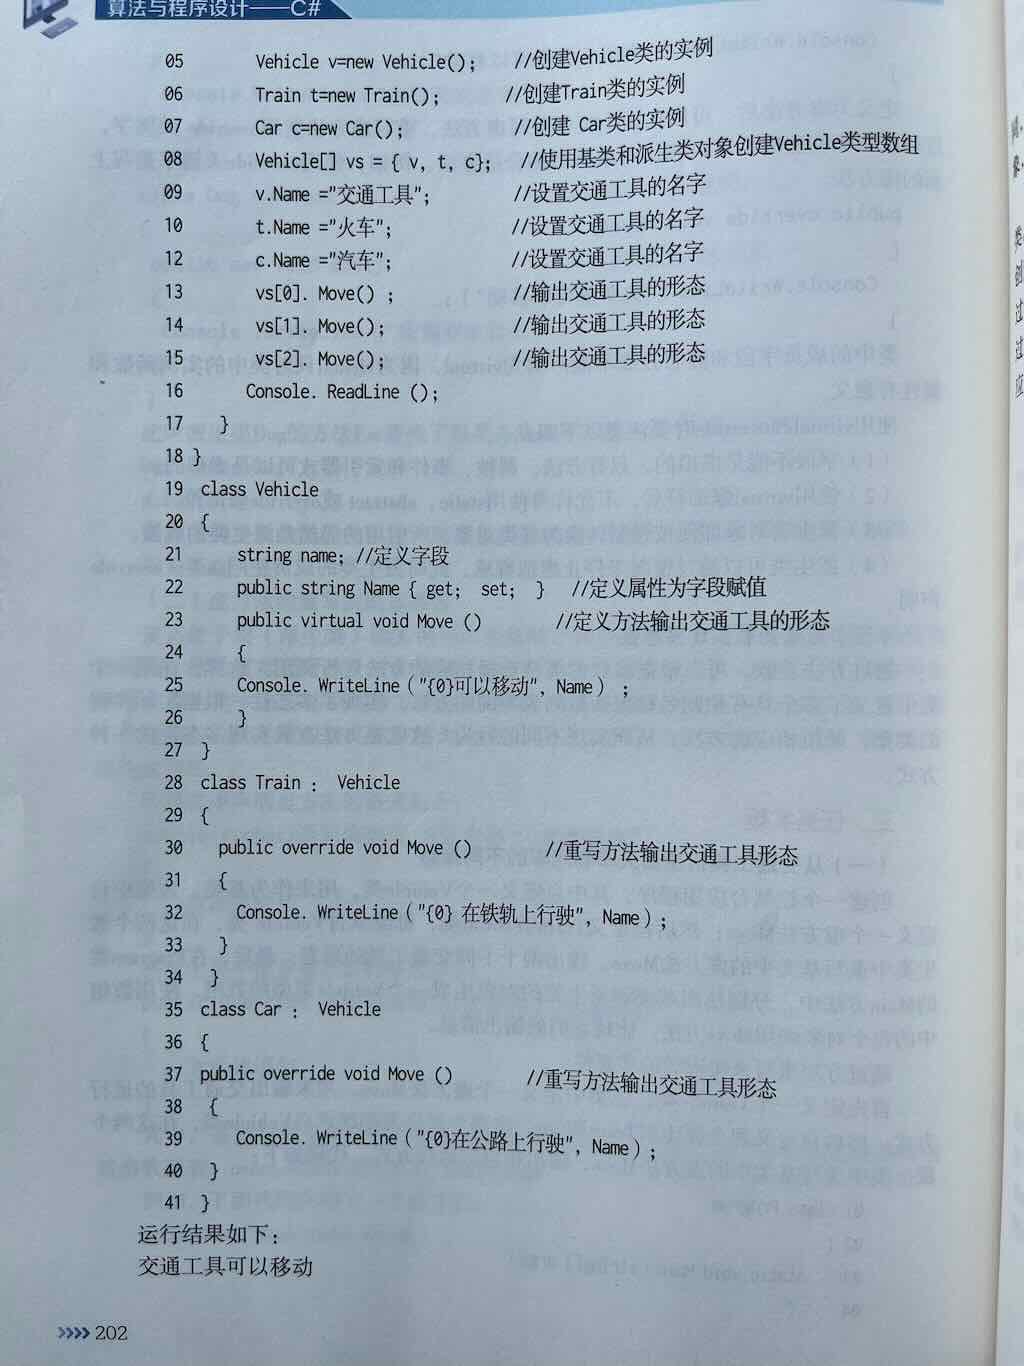 算法与程序设计——C#
05 Vehicle v=new Vehicle(); //创建Vehicle类的实例
06 Train t=new Train(); //创建Train类的实例
07 Car c=new Car(); //创建 Car类的实例
08 Vehicle[] vs = { v, t, c}; //使用基类和派生类对象创建Vehicle类型数组
09 v.Name ="交通工具"; //设置交通工具的名字
10 t.Name ="火车"; //设置交通工具的名字
12 c.Name ="汽车"; //设置交通工具的名字
13 vs[0]. Move() ; //输出交通工具的形态
14 vs[1]. Move(); //输出交通工具的形态
15 vs[2]. Move(); //输出交通工具的形态
16 Console. ReadLine ();
17 }
18 }
19 class Vehicle
20 {
21 string name; //定义字段
22 public string Name { get; set; } //定义属性为字段赋值
23 public virtual void Move () //定义方法输出交通工具的形态
24 {
25 Console. WriteLine ("{0}可以移动", Name) ;
26 }
27 }
28 class Train : Vehicle
29 {
30 public override void Move () //重写方法输出交通工具形态
31 {
32 Console. WriteLine ("{0} 在铁轨上行驶", Name);
33 }
34 }
35 class Car : Vehicle
36 {
37 public override void Move () //重写方法输出交通工具形态
38 {
39 Console. WriteLine ("{0}在公路上行驶", Name);
40 }
41 }
运行结果如下:
交通工具可以移动
»»» 202